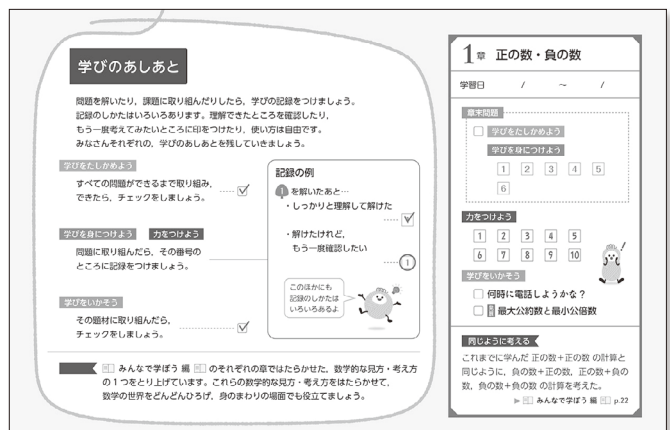 学びのあしあと
問題を解いたり，課題に取り組んだりしたら，学びの記録をつけましょう。
記録のしかたはいろいろあります。理解できたところを確認したり，
もう一度考えてみたいところに印をつけたり，使い方は自由です。
みなさんそれぞれの，学びのあしあとを残していきましょう。
学びをたしかめよう
すべての問題ができるまで取り組み，
できたら，チェックをしましょう。
学びを身につけよう 力をつけよう
問題に取り組んだら，その番号の
ところに記録をつけましょう。
学びをいかそう
その題材に取り組んだら，
チェックをしましょう。
記録の例
1 を解いたあと…
・しっかりと理解して解けた
・解けたけれど，
もう一度確認したい
1
このほかにも
記録のしかたは
いろいろあるよ
みんなで学ぼう 編 のそれぞれの章ではたらかせた，数学的な見方・考え方
の１つをとり上げています。これらの数学的な見方・考え方をはたらかせて，
数学の世界をどんどんひろげ，身のまわりの場面でも役立てましょう。
1章 正の数・負の数
学習日 / ～ /
章末問題
学びをたしかめよう
学びを身につけよう
1 2 3 4 5
6
力をつけよう
1 2 3 4 5
6 7 8 9 10
学びをいかそう
何時に電話しようかな？
最大公約数と最小公倍数
同じように考える
これまでに学んだ 正の数＋正の数 の計算と
同じように，負の数＋正の数，正の数＋負の
数，負の数＋負の数 の計算を考えた。
▶ みんなで学ぼう 編 p.22